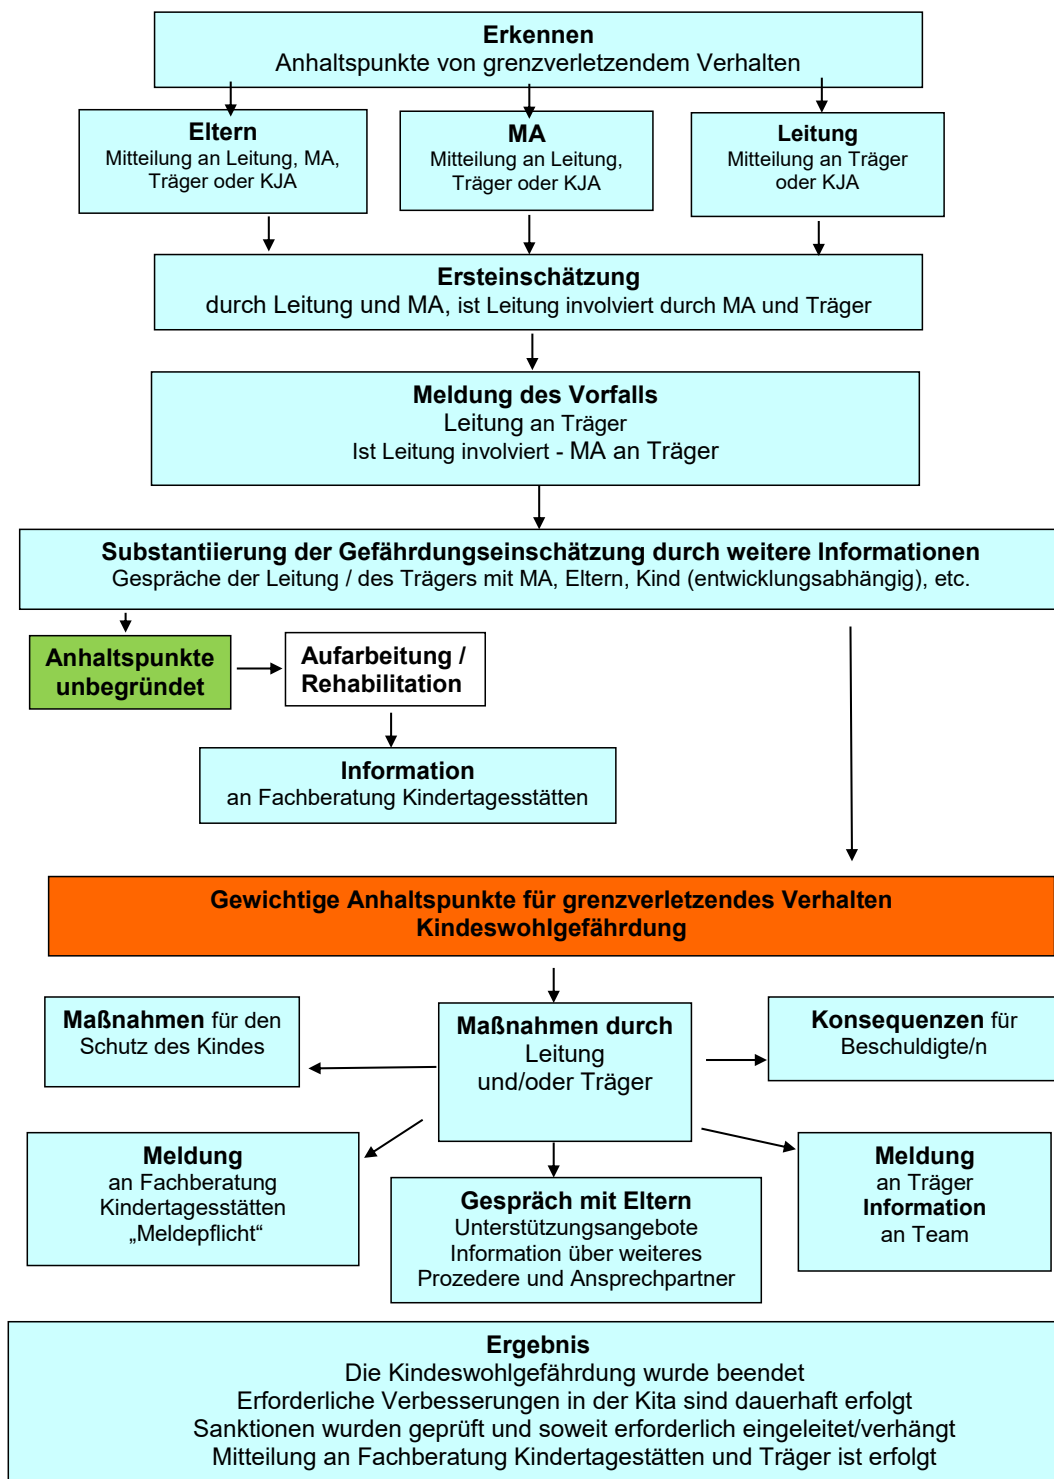 Erkennen
Anhaltspunkte von grenzverletzendem Verhalten
Eltern
Mitteilung an Leitung, MA,
Träger oder KJA
MA
Mitteilung an Leitung,
Träger oder KJA
Leitung
Mitteilung an Träger
oder KJA
Ersteinschätzung
durch Leitung und MA, ist Leitung involviert durch MA und Träger
Meldung des Vorfalls
Leitung an Träger
Ist Leitung involviert - MA an Träger
Substantiierung der Gefährdungseinschätzung durch weitere Informationen
Gespräche der Leitung / des Trägers mit MA, Eltern, Kind (entwicklungsabhängig), etc.
Anhaltspunkte
unbegründet
Aufarbeitung /
Rehabilitation
Information
an Fachberatung Kindertagesstätten
Gewichtige Anhaltspunkte für grenzverletzendes Verhalten
Kindeswohlgefährdung
Maßnahmen für den
Schutz des Kindes
Maßnahmen durch
Leitung
und/oder Träger
Konsequenzen für
Beschuldigte/n
Meldung
an Fachberatung
Kindertagesstätten
„Meldepflicht“
Gespräch mit Eltern
Unterstützungsangebote
Information über weiteres
Prozedere und Ansprechpartner
Meldung
an Träger
Information
an Team
Ergebnis
Die Kindeswohlgefährdung wurde beendet
Erforderliche Verbesserungen in der Kita sind dauerhaft erfolgt
Sanktionen wurden geprüft und soweit erforderlich eingeleitet/verhängt
Mitteilung an Fachberatung Kindertagestätten und Träger ist erfolgt